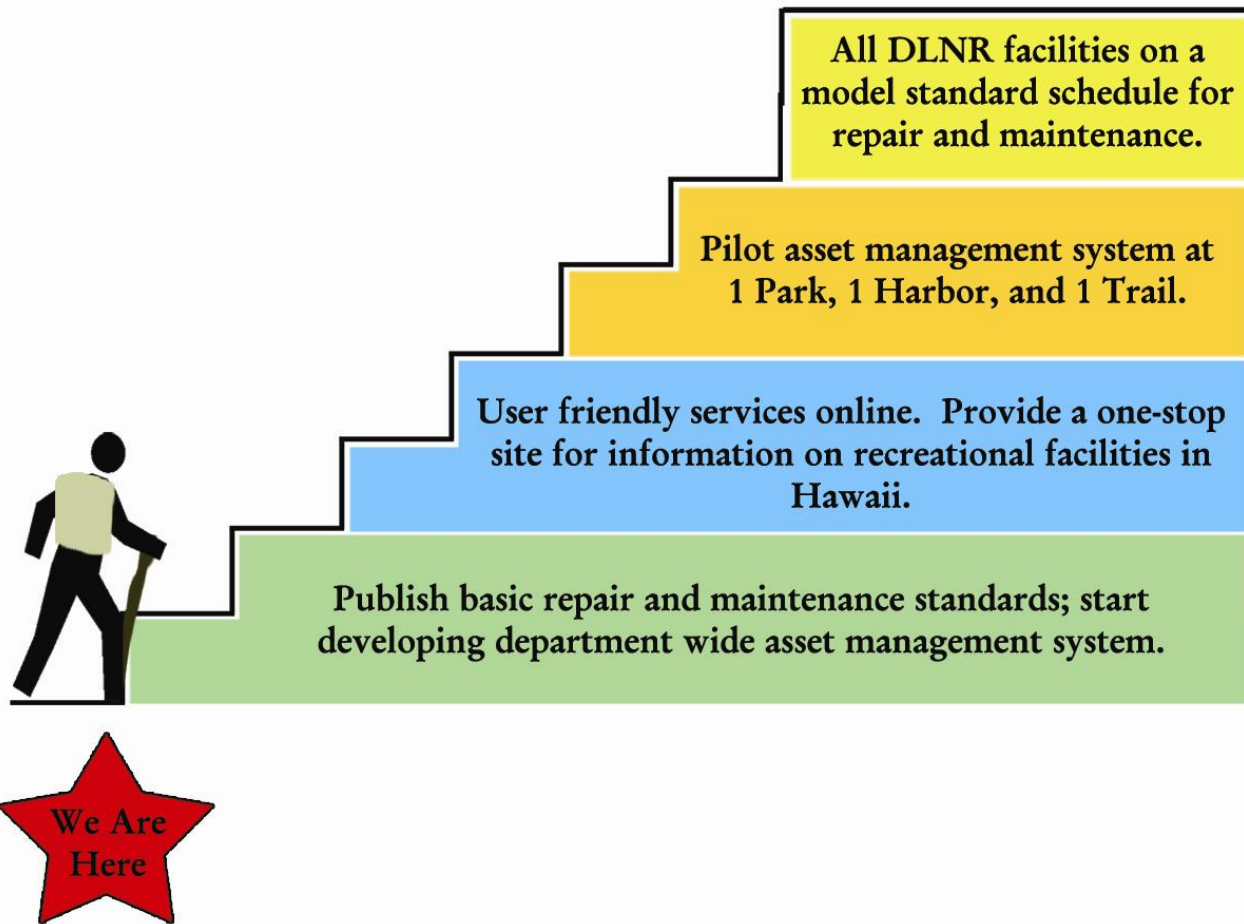 All DLNR facilities on a
model standard schedule for
repair and maintenance.
Pilot asset management system at
1 Park, 1 Harbor, and 1 Trail.
User friendly services online.  Provide a one-stop
site for information on recreational facilities in
Hawaii.
Publish basic repair and maintenance standards; start
developing department wide asset management system.
We Are
Here